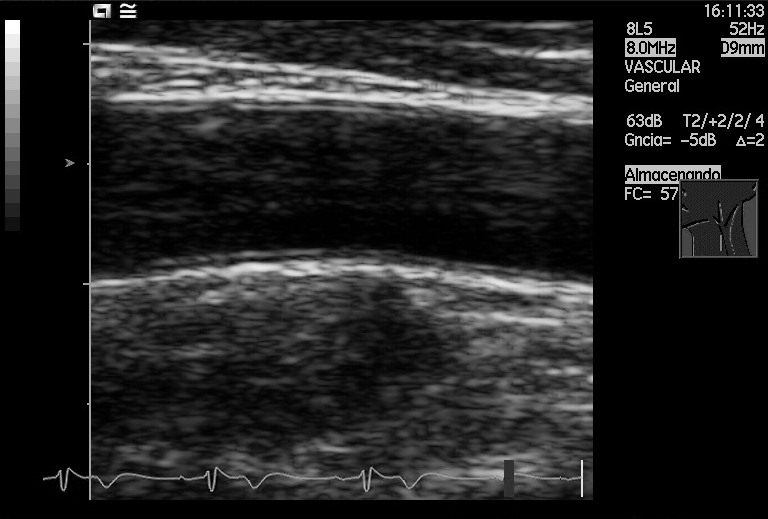 16:11:33
8L5 52Hz
8.0MHz 09mm
VASCULAR
General
63dB T2/+2/2/ 4
Gncia= -5dB Δ=2
Almacenando
FC= 57